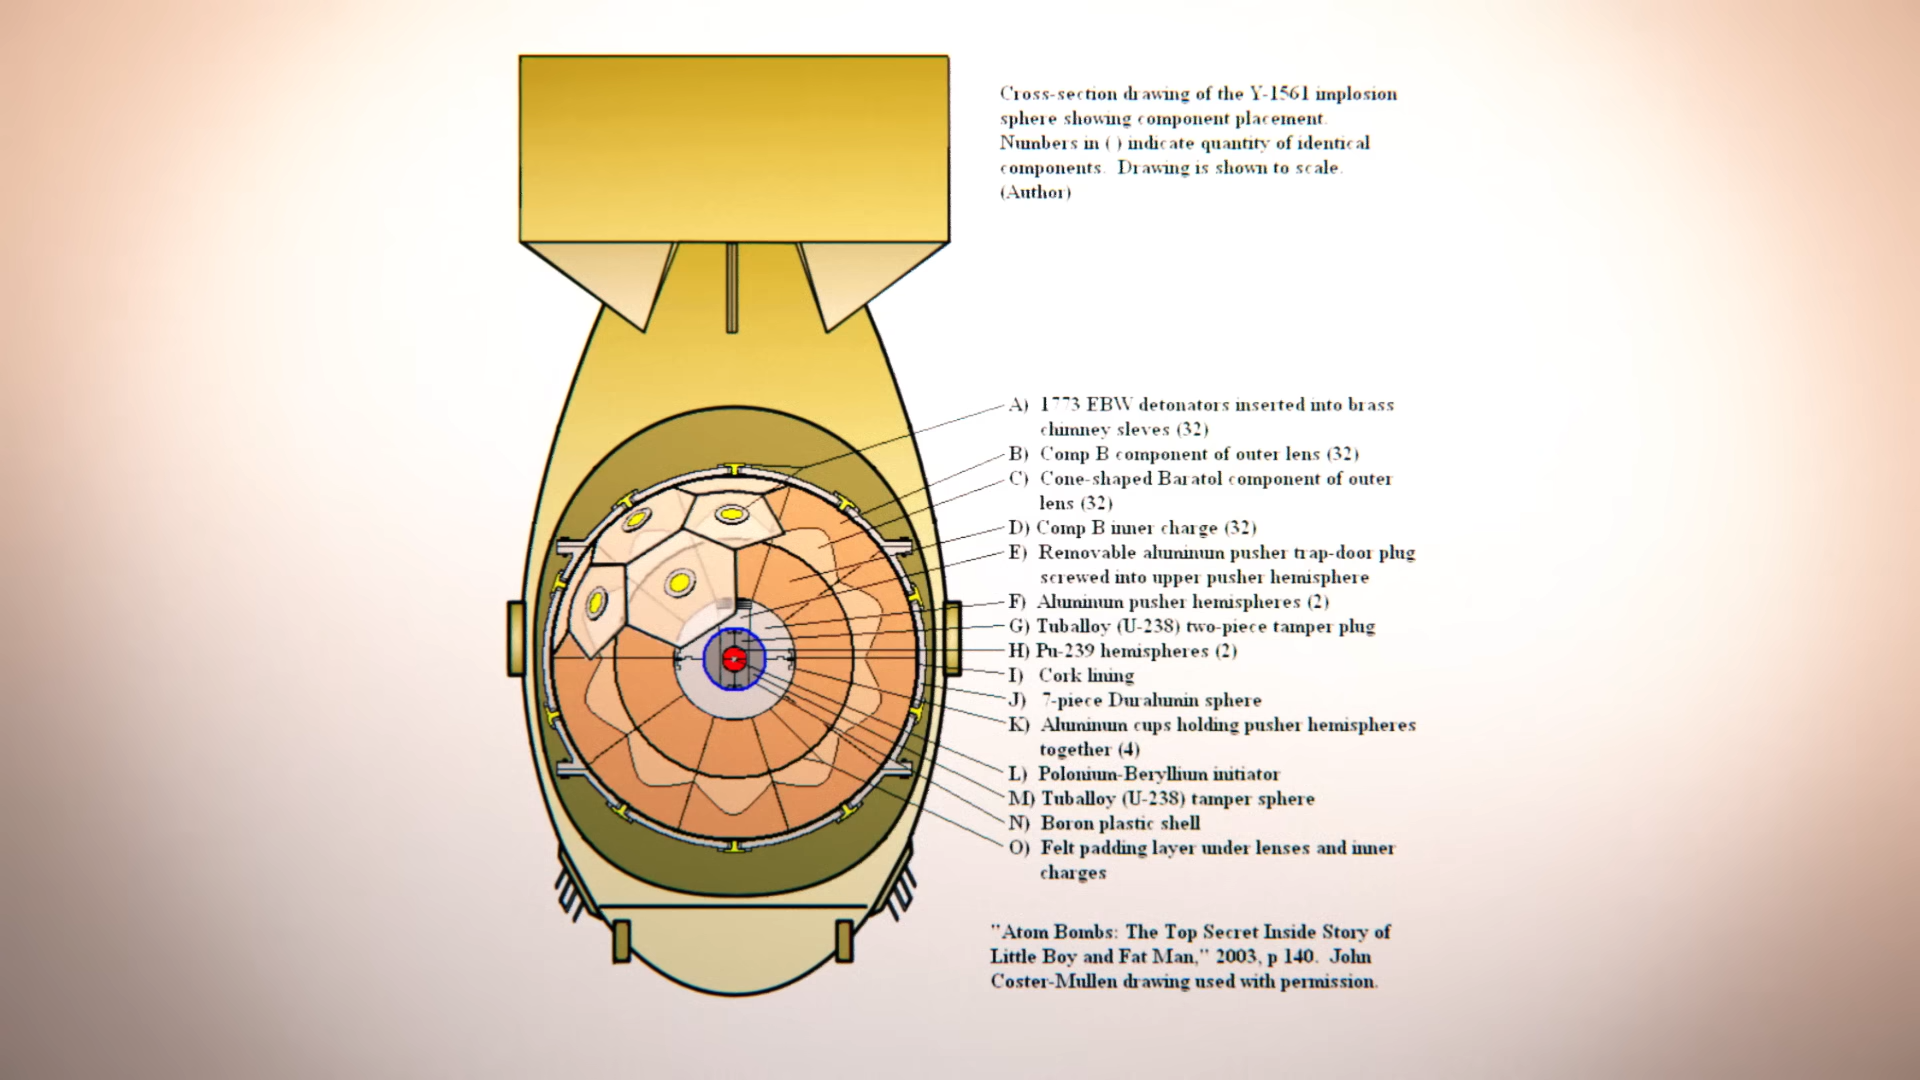 Cross-section drawing of the Y-1561 implosion
sphere showing component placement.
Numbers in ( ) indicate quantity of identical
components. Drawing is shown to scale.
(Author)
A) 1773 EBW detonators inserted into brass
chimney sleves (32)
B) Comp B component of outer lens (32)
C) Cone-shaped Baratol component of outer
lens (32)
D) Comp B inner charge (32)
E) Removable aluminum pusher trap-door plug
screwed into upper pusher hemisphere
F) Aluminum pusher hemispheres (2)
G) Tuballoy (U-238) two-piece tamper plug
H) Pu-239 hemispheres (2)
I) Cork lining
J) 7-piece Duralumin sphere
K) Aluminum cups holding pusher hemispheres
together (4)
L) Polonium-Beryllium initiator
M) Tuballoy (U-238) tamper sphere
N) Boron plastic shell
O) Felt padding layer under lenses and inner
charges
"Atom Bombs: The Top Secret Inside Story of
Little Boy and Fat Man," 2003, p 140. John
Coster-Mullen drawing used with permission.